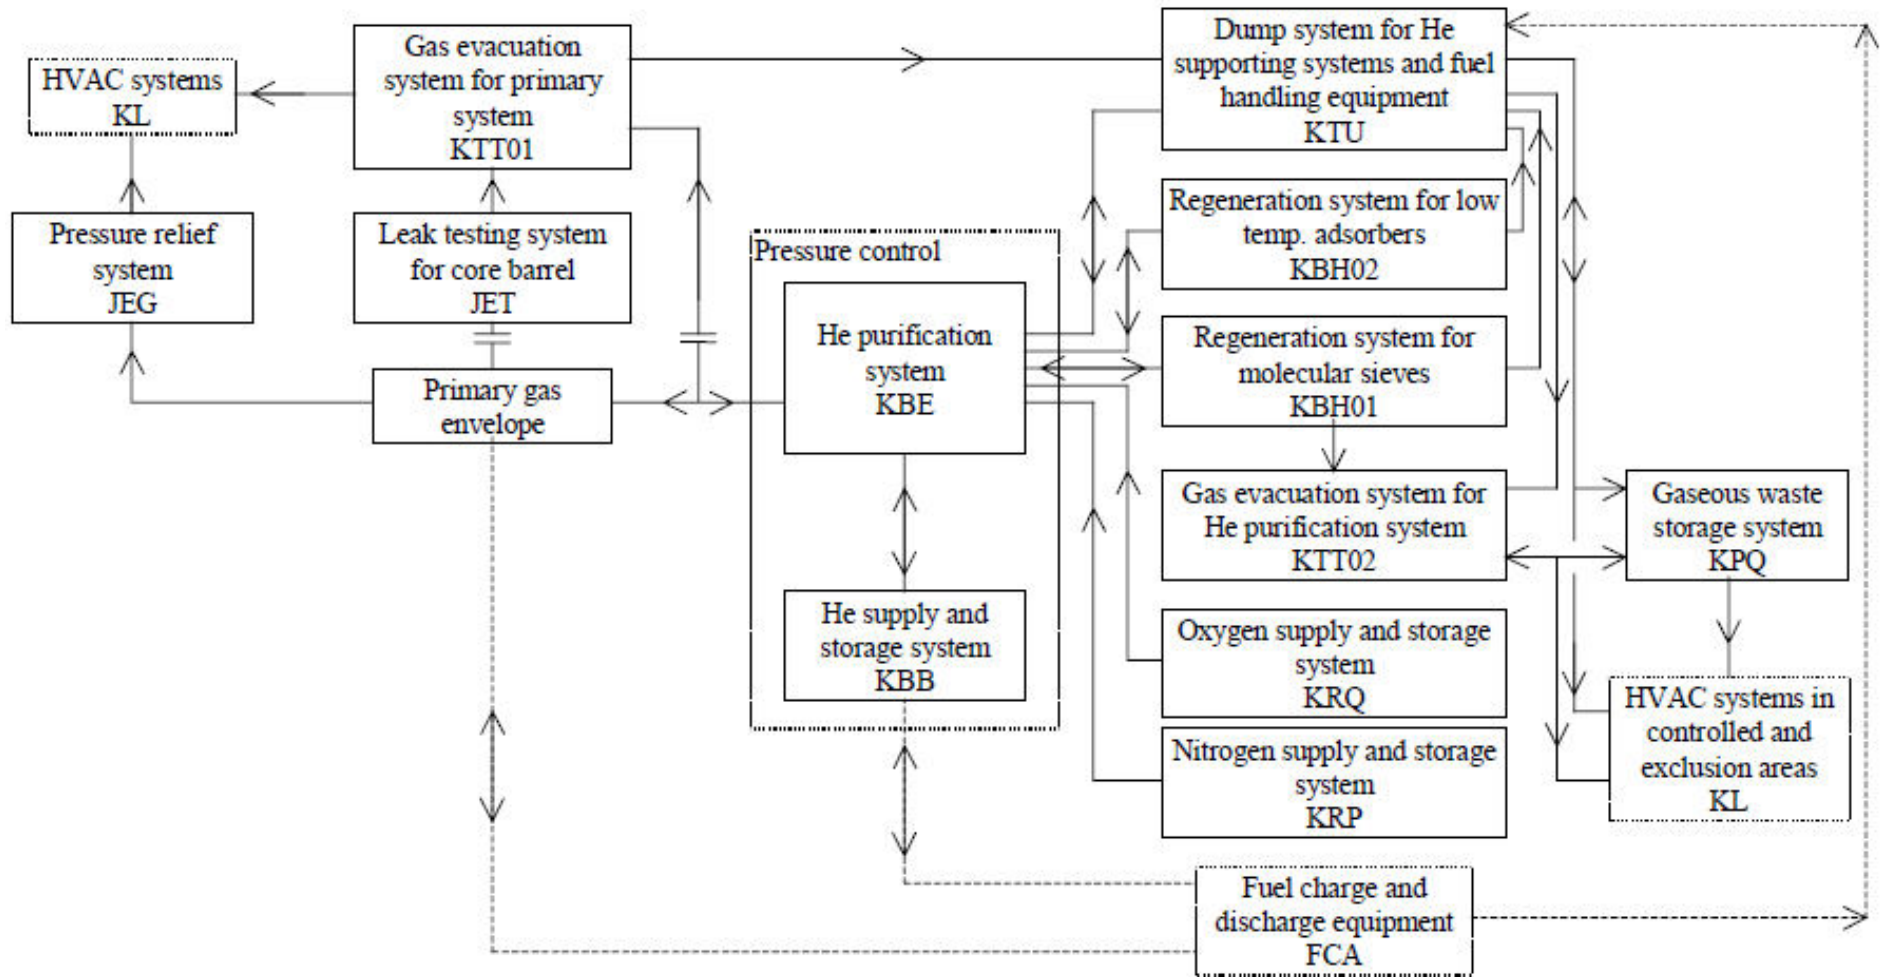 Gas evacuation
system for primary
system
KTT01
HVAC systems
KL
Pressure relief
system
JEG
Leak testing system
for core barrel
JET
Primary gas
envelope
Pressure control
He purification
system
KBE
He supply and
storage system
KBB
Dump system for He
supporting systems and fuel
handling equipment
KTU
Regeneration system for low
temp. adsorbers
KBH02
Regeneration system for
molecular sieves
KBH01
Gas evacuation system for
He purification system
KTT02
Oxygen supply and storage
system
KRQ
Nitrogen supply and storage
system
KRP
Gaseous waste
storage system
KPQ
HVAC systems in
controlled and
exclusion areas
KL
Fuel charge and
discharge equipment
FCA